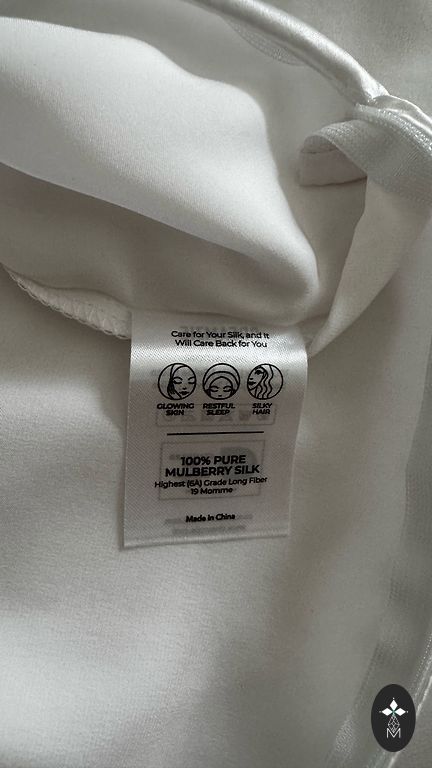 Care for Your Silk, and It
Will Care Back for You
GLOWING SKIN
RESTFUL SLEEP
SILKY HAIR
100% PURE
MULBERRY SILK
Highest (6A) Grade Long Fiber
19 Momme
Made in China
M